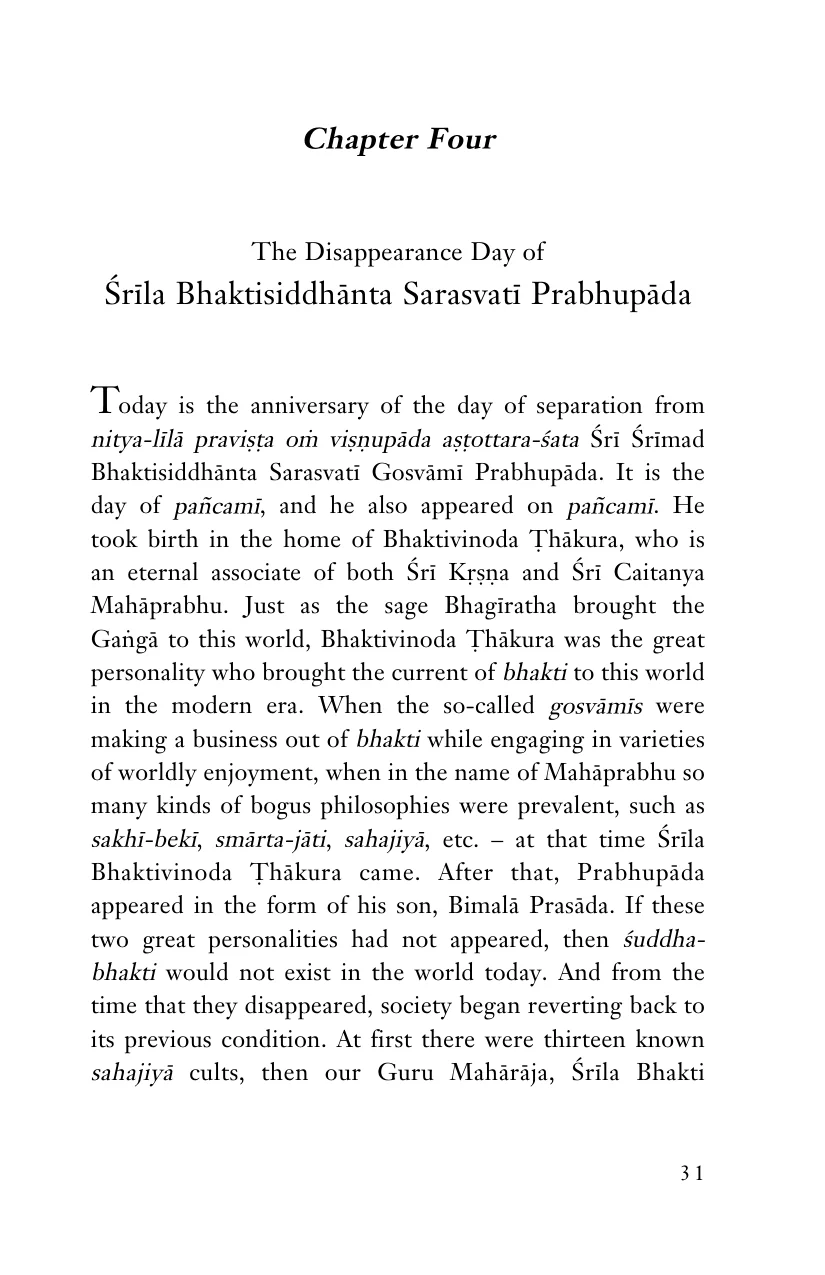 Chapter Four
The Disappearance Day of
Śrīla Bhaktisiddhānta Sarasvatī Prabhupāda
Today is the anniversary of the day of separation from
nitya-līlā praviṣṭa oṁ viṣṇupāda aṣṭottara-śata Śrī Śrīmad
Bhaktisiddhānta Sarasvatī Gosvāmī Prabhupāda. It is the
day of pañcamī, and he also appeared on pañcamī. He
took birth in the home of Bhaktivinoda Ṭhākura, who is
an eternal associate of both Śrī Kṛṣṇa and Śrī Caitanya
Mahāprabhu. Just as the sage Bhagīratha brought the
Gaṅgā to this world, Bhaktivinoda Ṭhākura was the great
personality who brought the current of bhakti to this world
in the modern era. When the so-called gosvāmīs were
making a business out of bhakti while engaging in varieties
of worldly enjoyment, when in the name of Mahāprabhu so
many kinds of bogus philosophies were prevalent, such as
sakhī-bekī, smārta-jāti, sahajiyā, etc. – at that time Śrīla
Bhaktivinoda Ṭhākura came. After that, Prabhupāda
appeared in the form of his son, Bimalā Prasāda. If these
two great personalities had not appeared, then śuddha-
bhakti would not exist in the world today. And from the
time that they disappeared, society began reverting back to
its previous condition. At first there were thirteen known
sahajiyā cults, then our Guru Mahārāja, Śrīla Bhakti
31